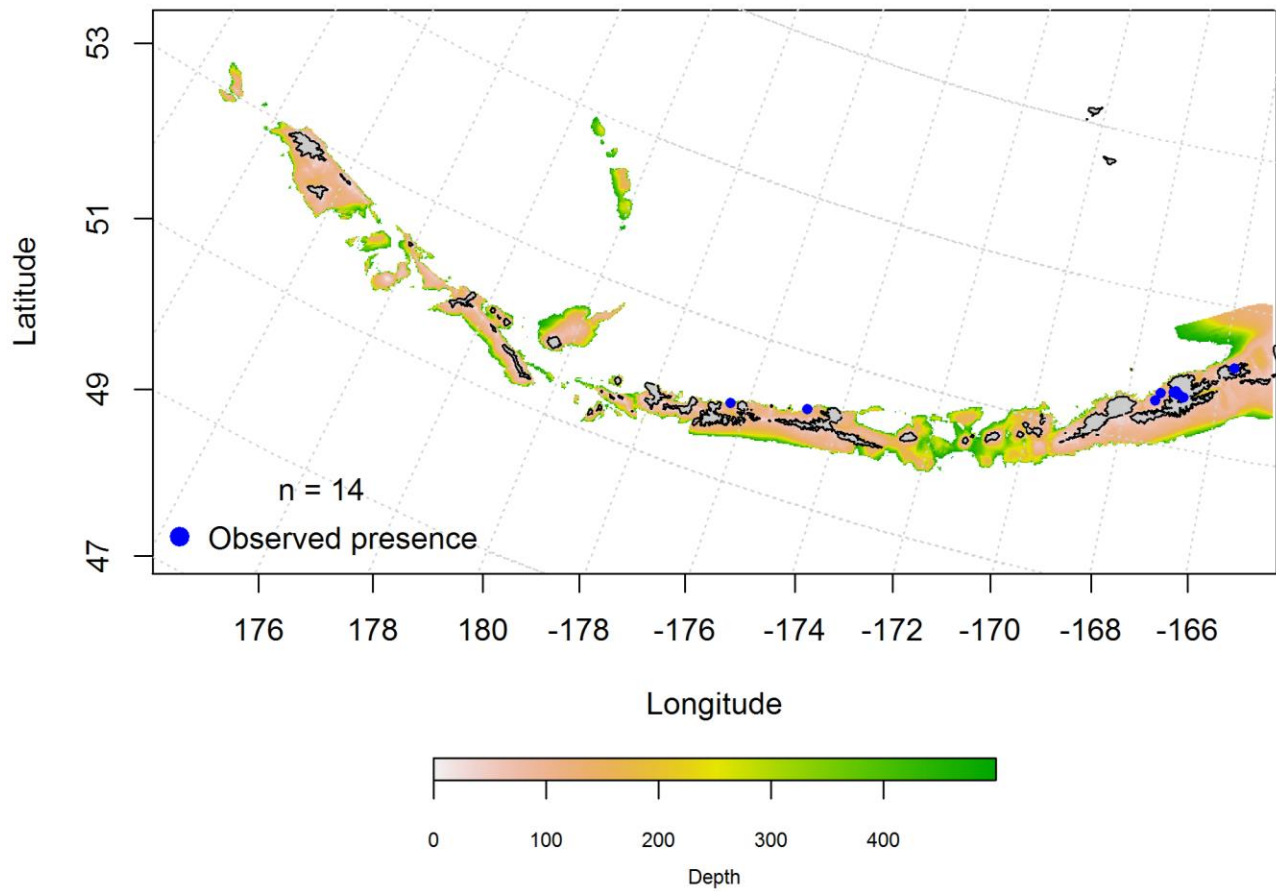 53
51
49
47
Latitude
n = 14
Observed presence
176 178 180 -178 -176 -174 -172 -170 -168 -166
Longitude
0 100 200 300 400
Depth